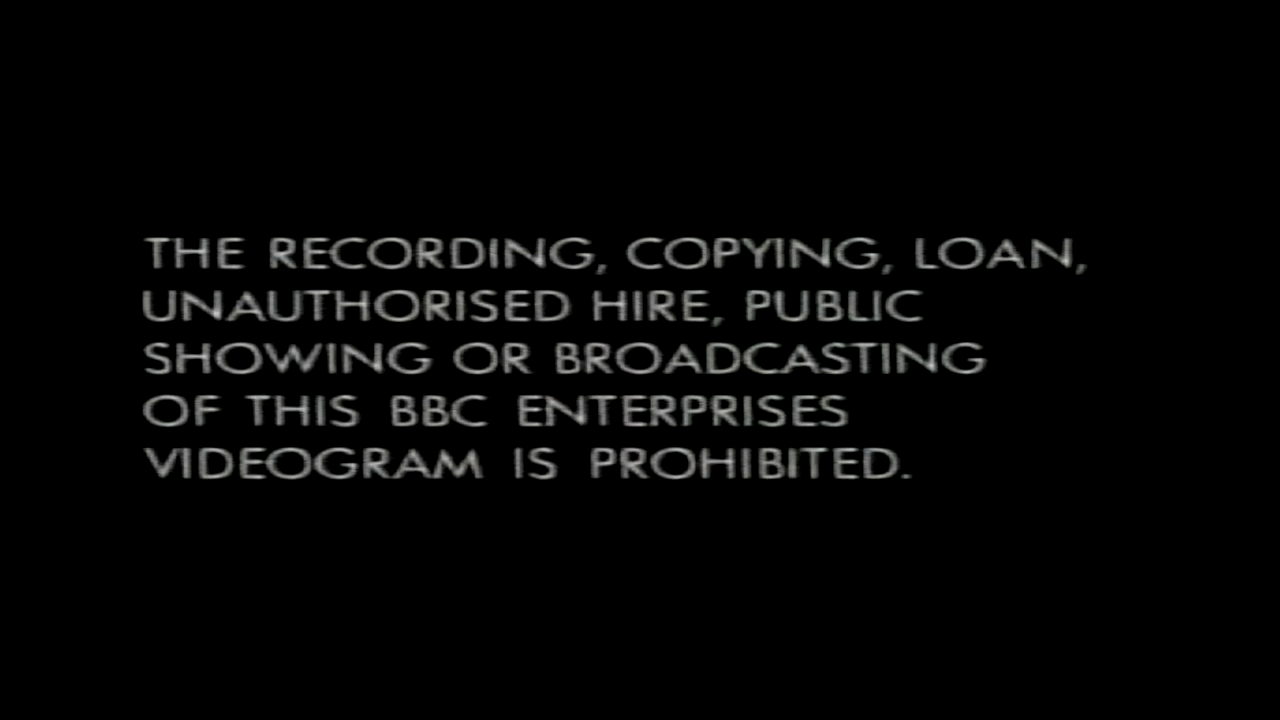 THE RECORDING, COPYING, LOAN,
UNAUTHORISED HIRE, PUBLIC
SHOWING OR BROADCASTING
OF THIS BBC ENTERPRISES
VIDEOGRAM IS PROHIBITED.